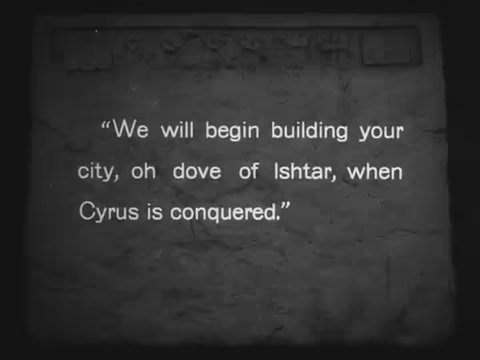 “We will begin building your
city, oh dove of Ishtar, when
Cyrus is conquered.”